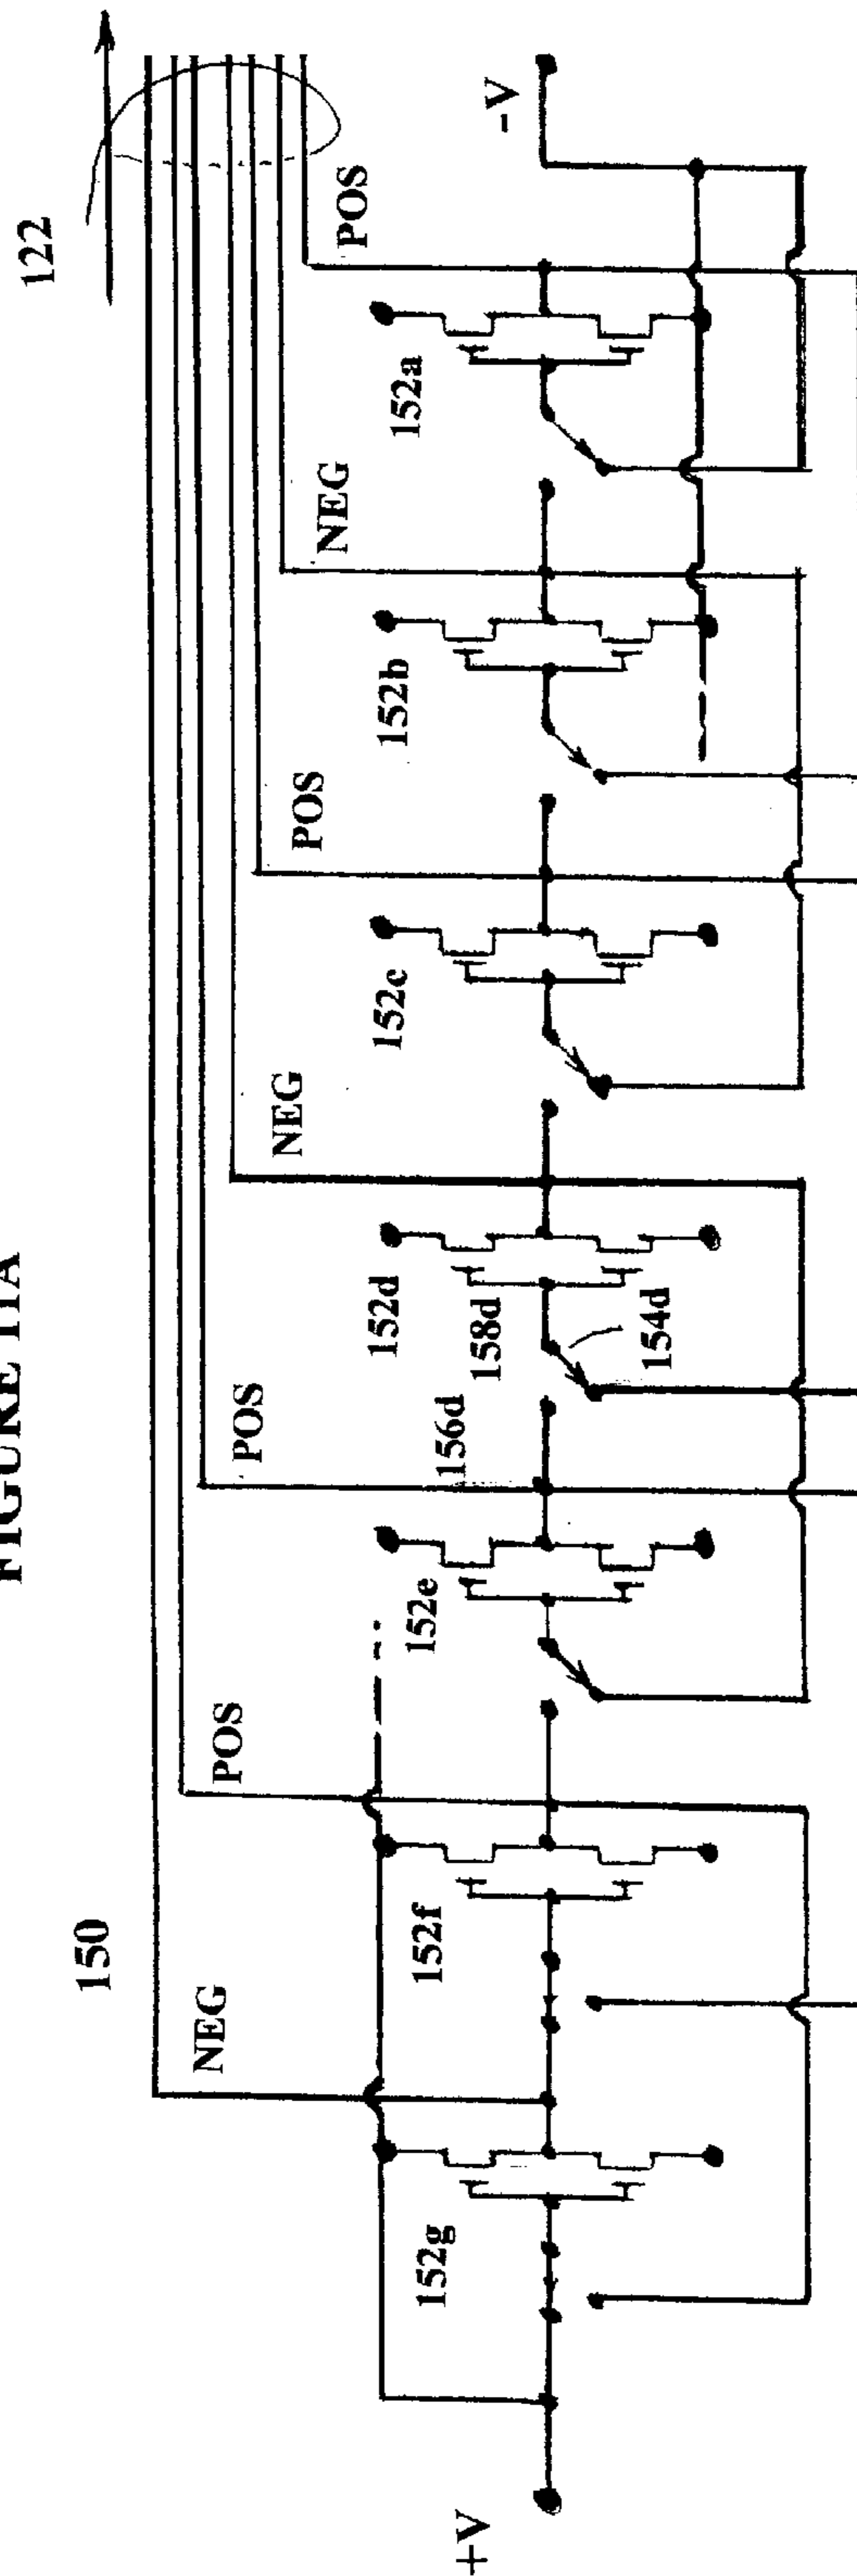 FIGURE 11A
150
122
NEG
POS
POS
NEG
POS
NEG
POS
152g
152f
152e
152d
152c
152b
152a
156d
158d
154d
+V
-V